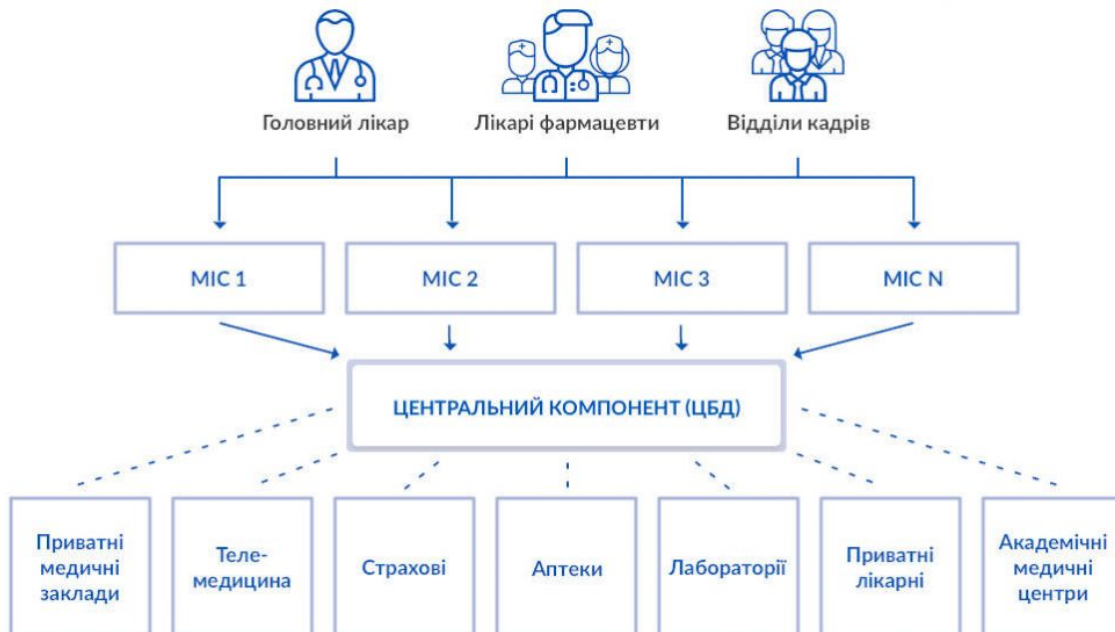 Головний лікар
Лікарі фармацевти
Відділи кадрів
МІС 1
МІС 2
МІС 3
МІС N
ЦЕНТРАЛЬНИЙ КОМПОНЕНТ (ЦБД)
Приватні
медичні
заклади
Теле-
медицина
Страхові
Аптеки
Лабораторії
Приватні
лікарні
Академічні
медичні
центри